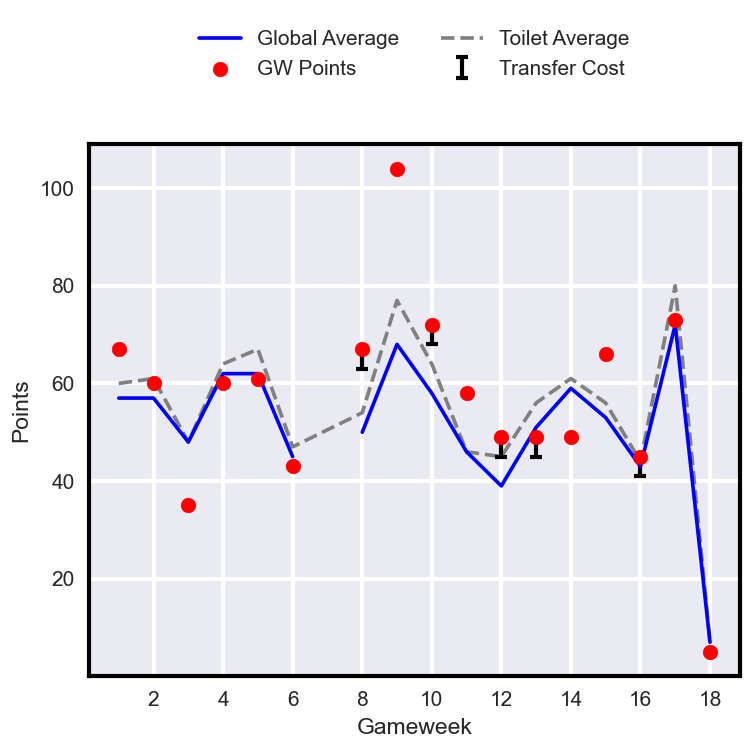 Global Average
Toilet Average
GW Points
Transfer Cost
100
80
60
40
20
Points
2 4 6 8 10 12 14 16 18
Gameweek